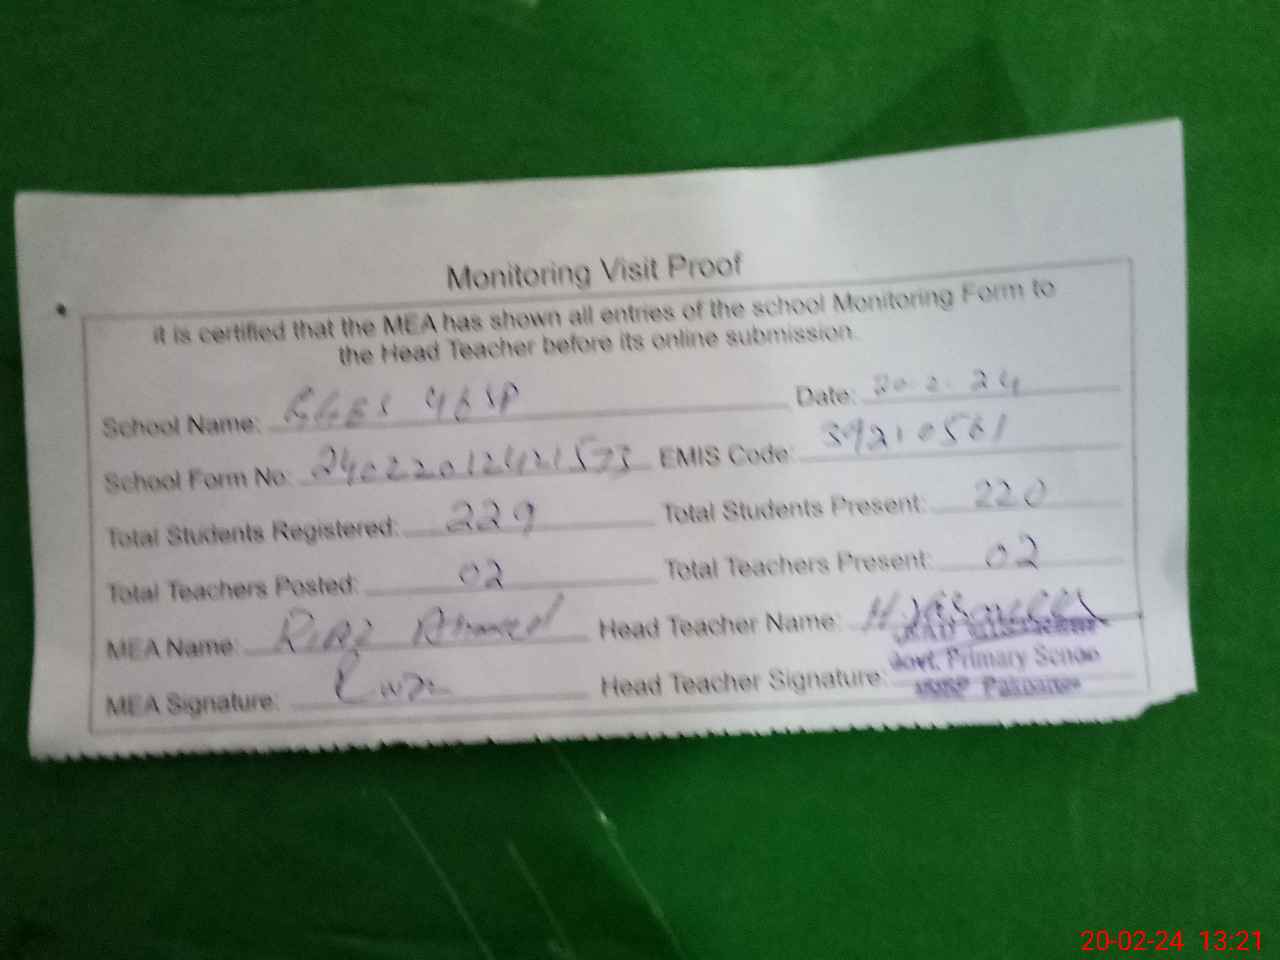 Monitoring Visit Proof
it is certified that the MEA has shown all entries of the school Monitoring Form to
the Head Teacher before its online submission.
School Name: 46 SP Date: 20.2.24
School Form No: EMIS Code: 39210561
Total Students Registered: 229 Total Students Present: 220
Total Teachers Posted: 02 Total Teachers Present: 02
MEA Name: Riaz Ahmed Head Teacher Name:
MEA Signature: Head Teacher Signature:
Govt. Primary Schoo
20-02-24 13:21